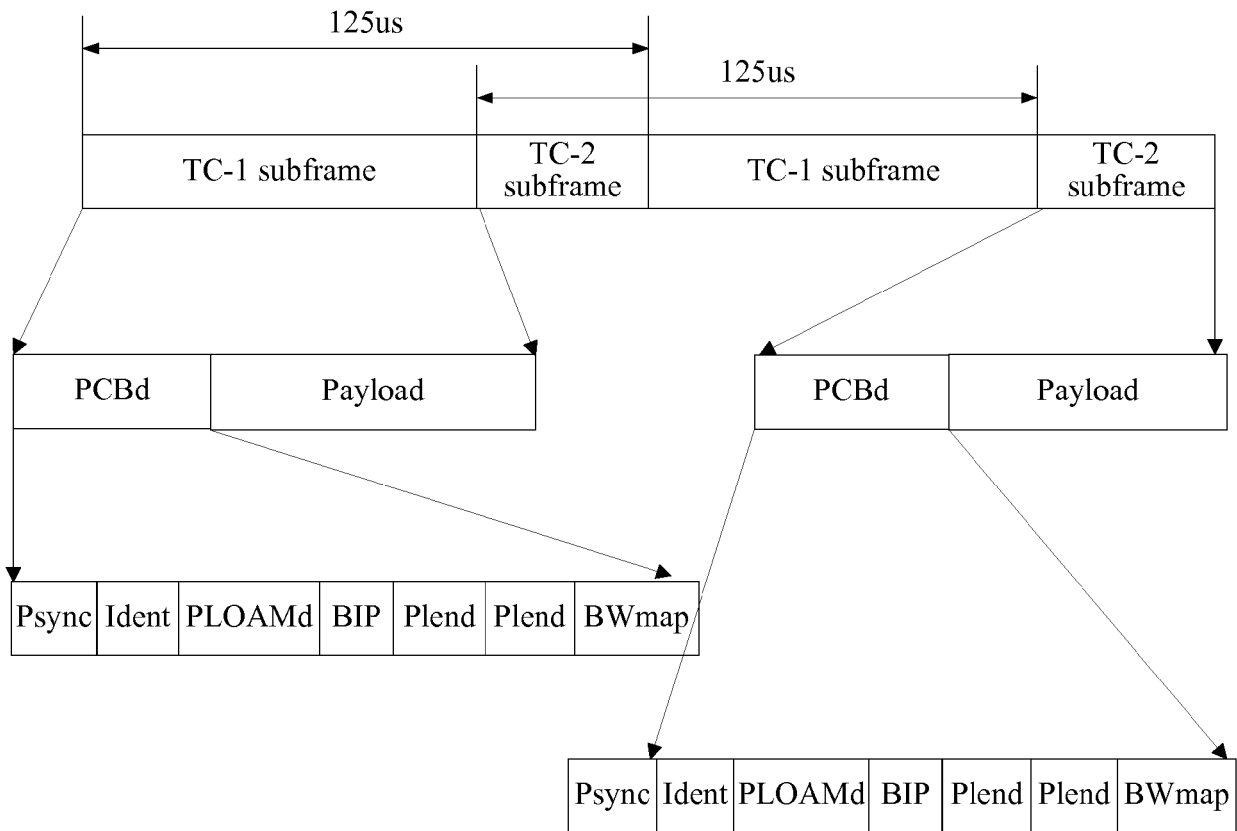 125us
125us
TC-1 subframe
TC-2
subframe
TC-1 subframe
TC-2
subframe
PCBd
Payload
PCBd
Payload
Psync Ident PLOAMd BIP Plend Plend BWmap
Psync Ident PLOAMd BIP Plend Plend BWmap